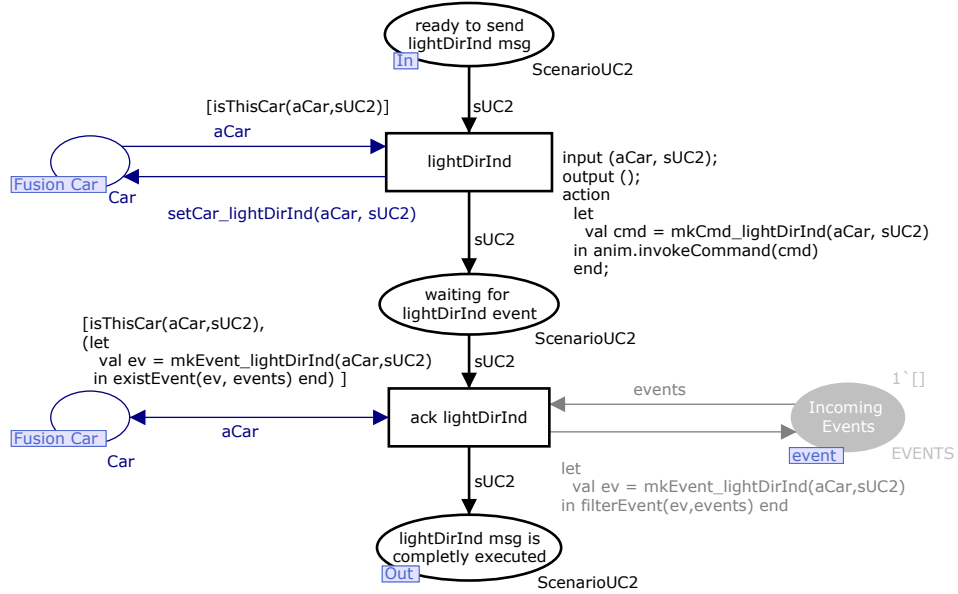 ready to send
lightDirInd msg
In
ScenarioUC2
sUC2
[isThisCar(aCar,sUC2)]
aCar
lightDirInd
Fusion Car
Car
setCar_lightDirInd(aCar, sUC2)
input (aCar, sUC2);
output ();
action
let
val cmd = mkCmd_lightDirInd(aCar, sUC2)
in anim.invokeCommand(cmd)
end;
sUC2
waiting for
lightDirInd event
ScenarioUC2
[isThisCar(aCar,sUC2),
(let
val ev = mkEvent_lightDirInd(aCar,sUC2)
in existEvent(ev, events) end) ]
sUC2
1`[]
events
Incoming
Events
ack lightDirInd
aCar
Fusion Car
Car
event
EVENTS
let
val ev = mkEvent_lightDirInd(aCar,sUC2)
in filterEvent(ev,events) end
sUC2
lightDirInd msg is
completly executed
Out
ScenarioUC2